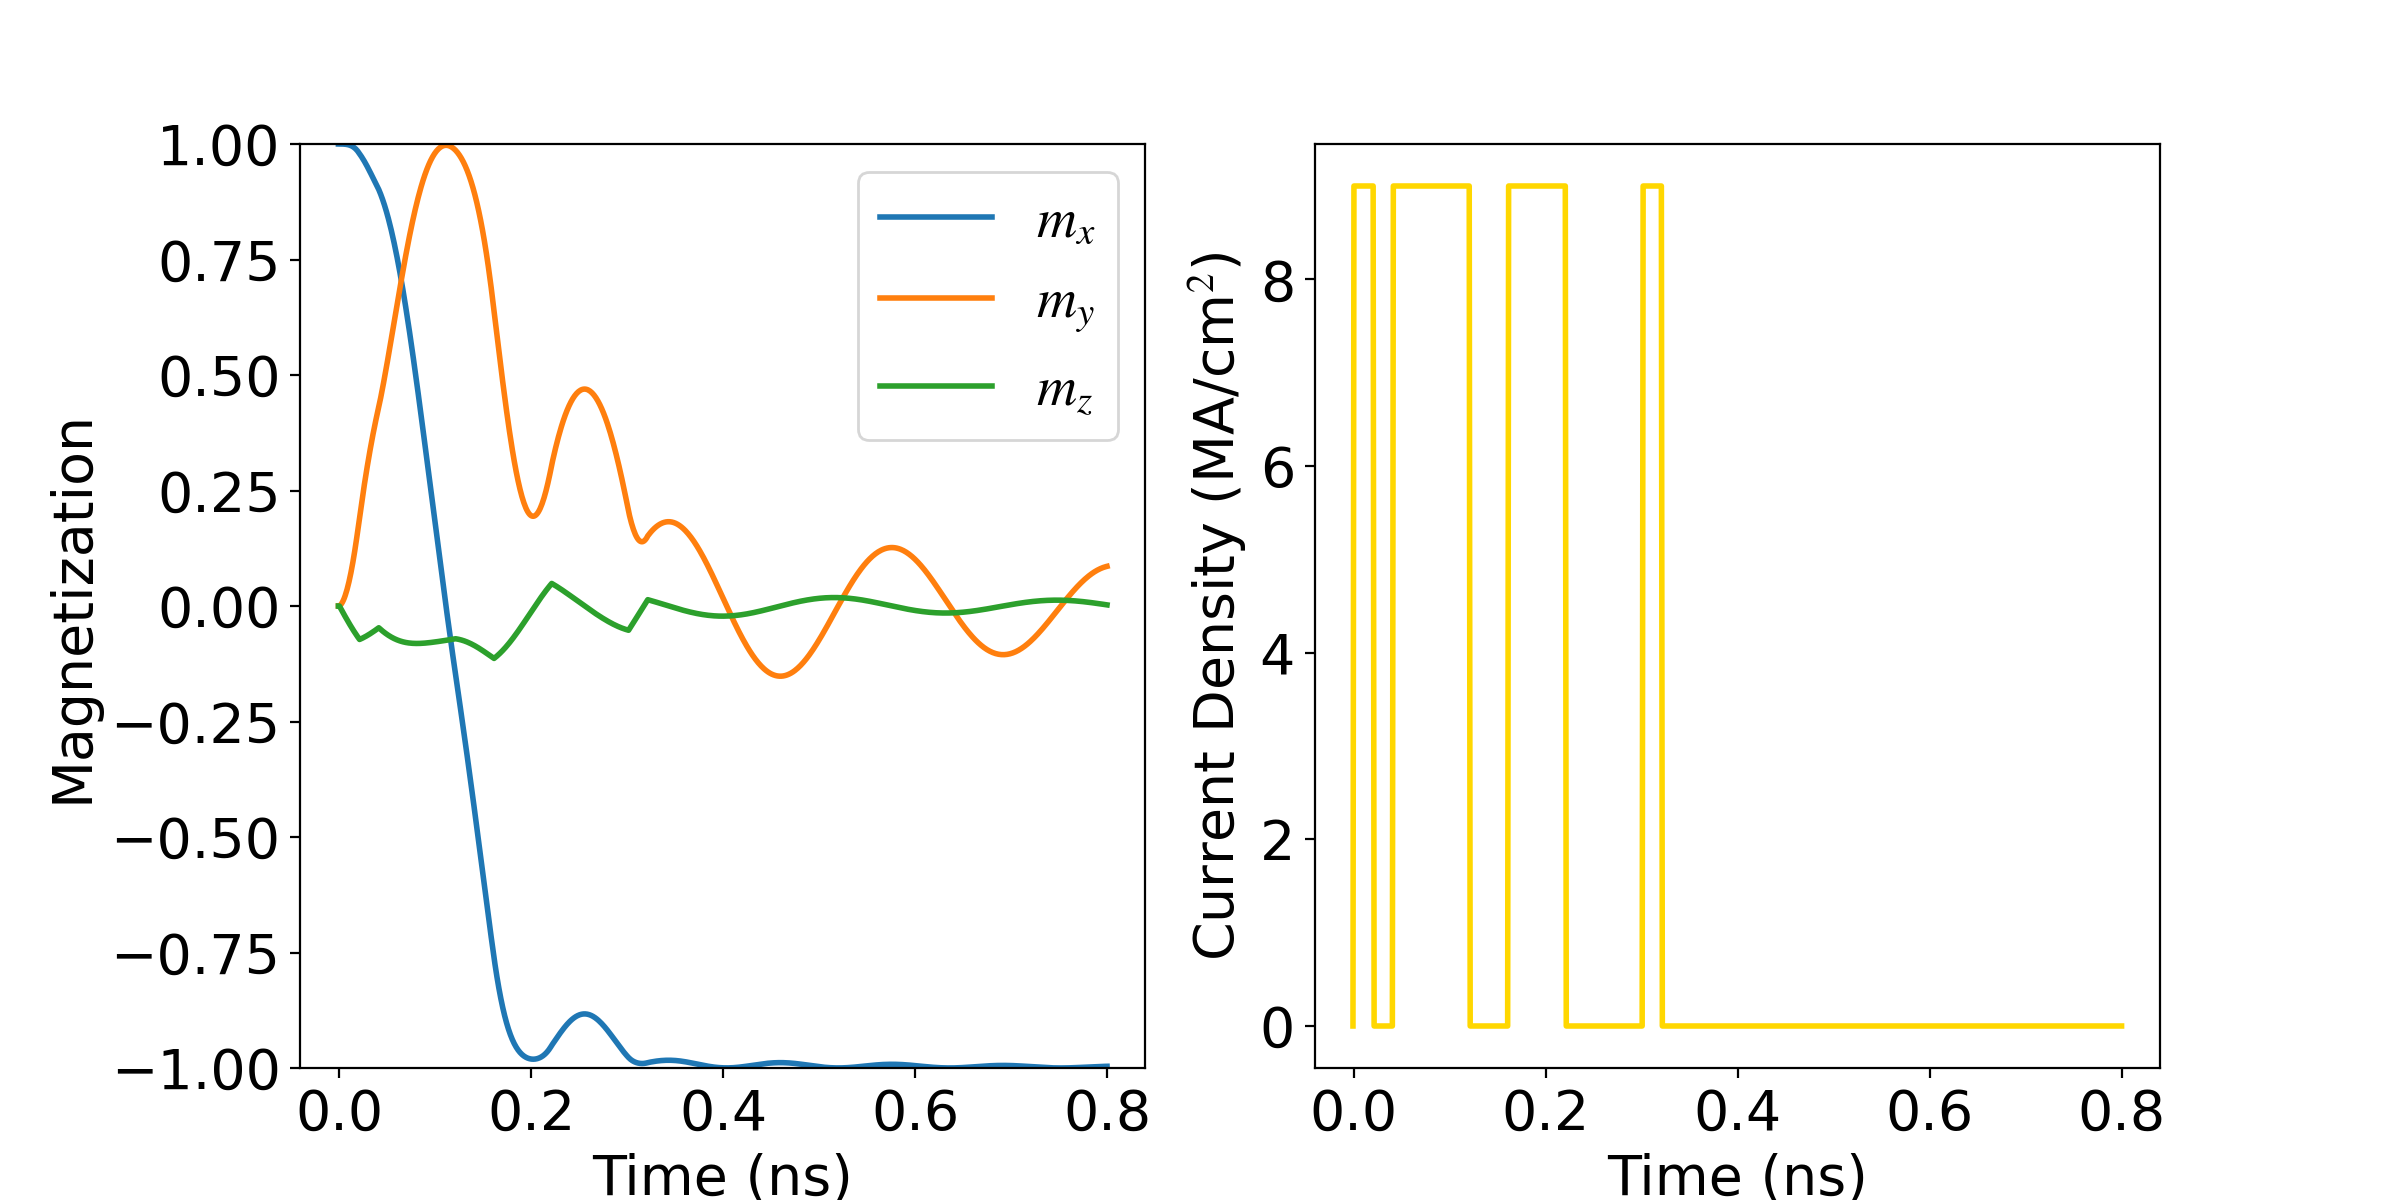 1.00
0.75
0.50
0.25
0.00
−0.25
−0.50
−0.75
−1.00
Magnetization
0.0 0.2 0.4 0.6 0.8
Time (ns)
m_x
m_y
m_z
8
6
4
2
0
Current Density (MA/cm²)
0.0 0.2 0.4 0.6 0.8
Time (ns)